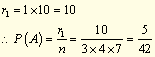 r₁ = 1 × 10 = 10
∴ P(A) = r₁/n = 10/(3 × 4 × 7) = 5/42